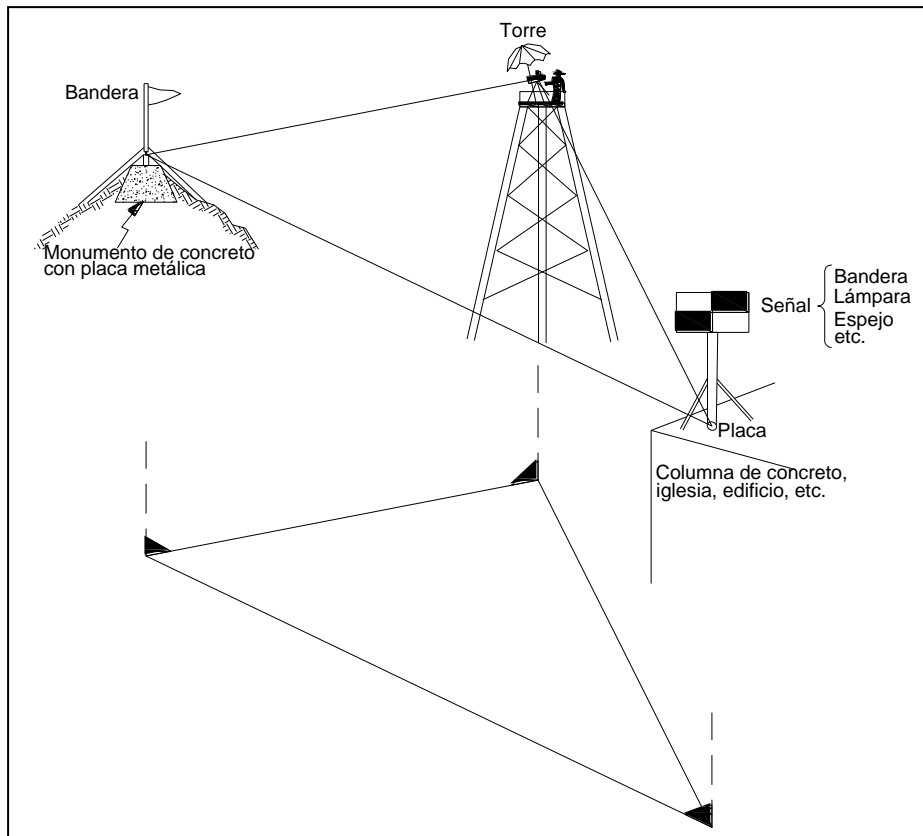 Torre
Bandera
Monumento de concreto
con placa metálica
Señal
Bandera
Lámpara
Espejo
etc.
Placa
Columna de concreto,
iglesia, edificio, etc.